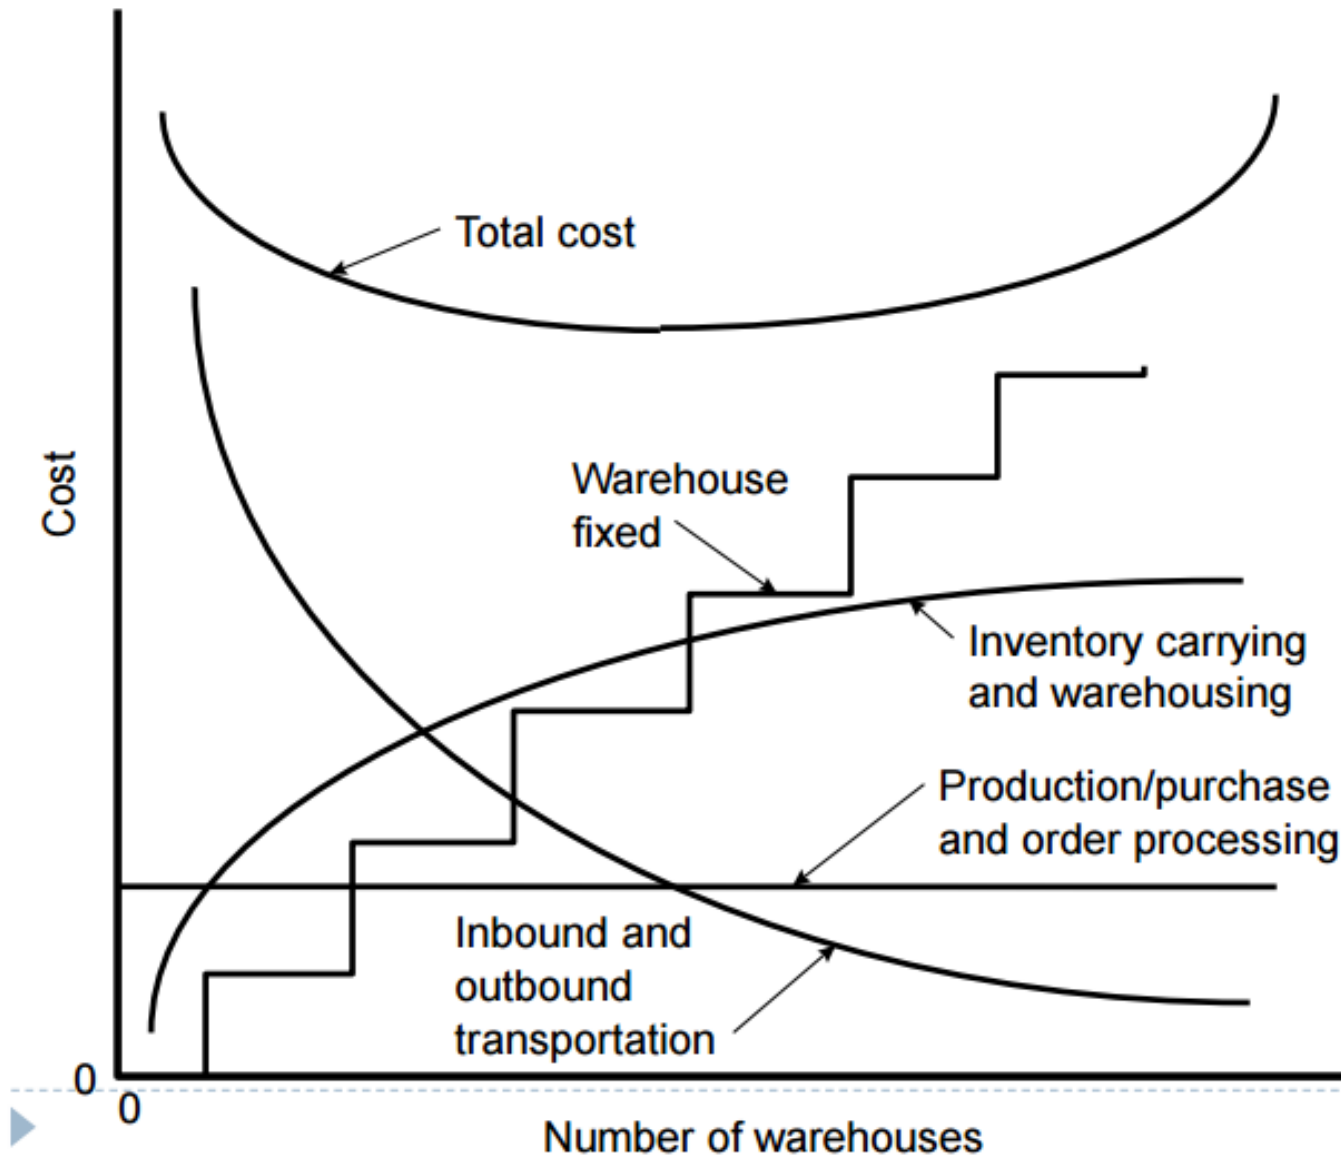 Total cost
Cost
Warehouse
fixed
Inventory carrying
and warehousing
Production/purchase
and order processing
Inbound and
outbound
transportation
0
0
Number of warehouses